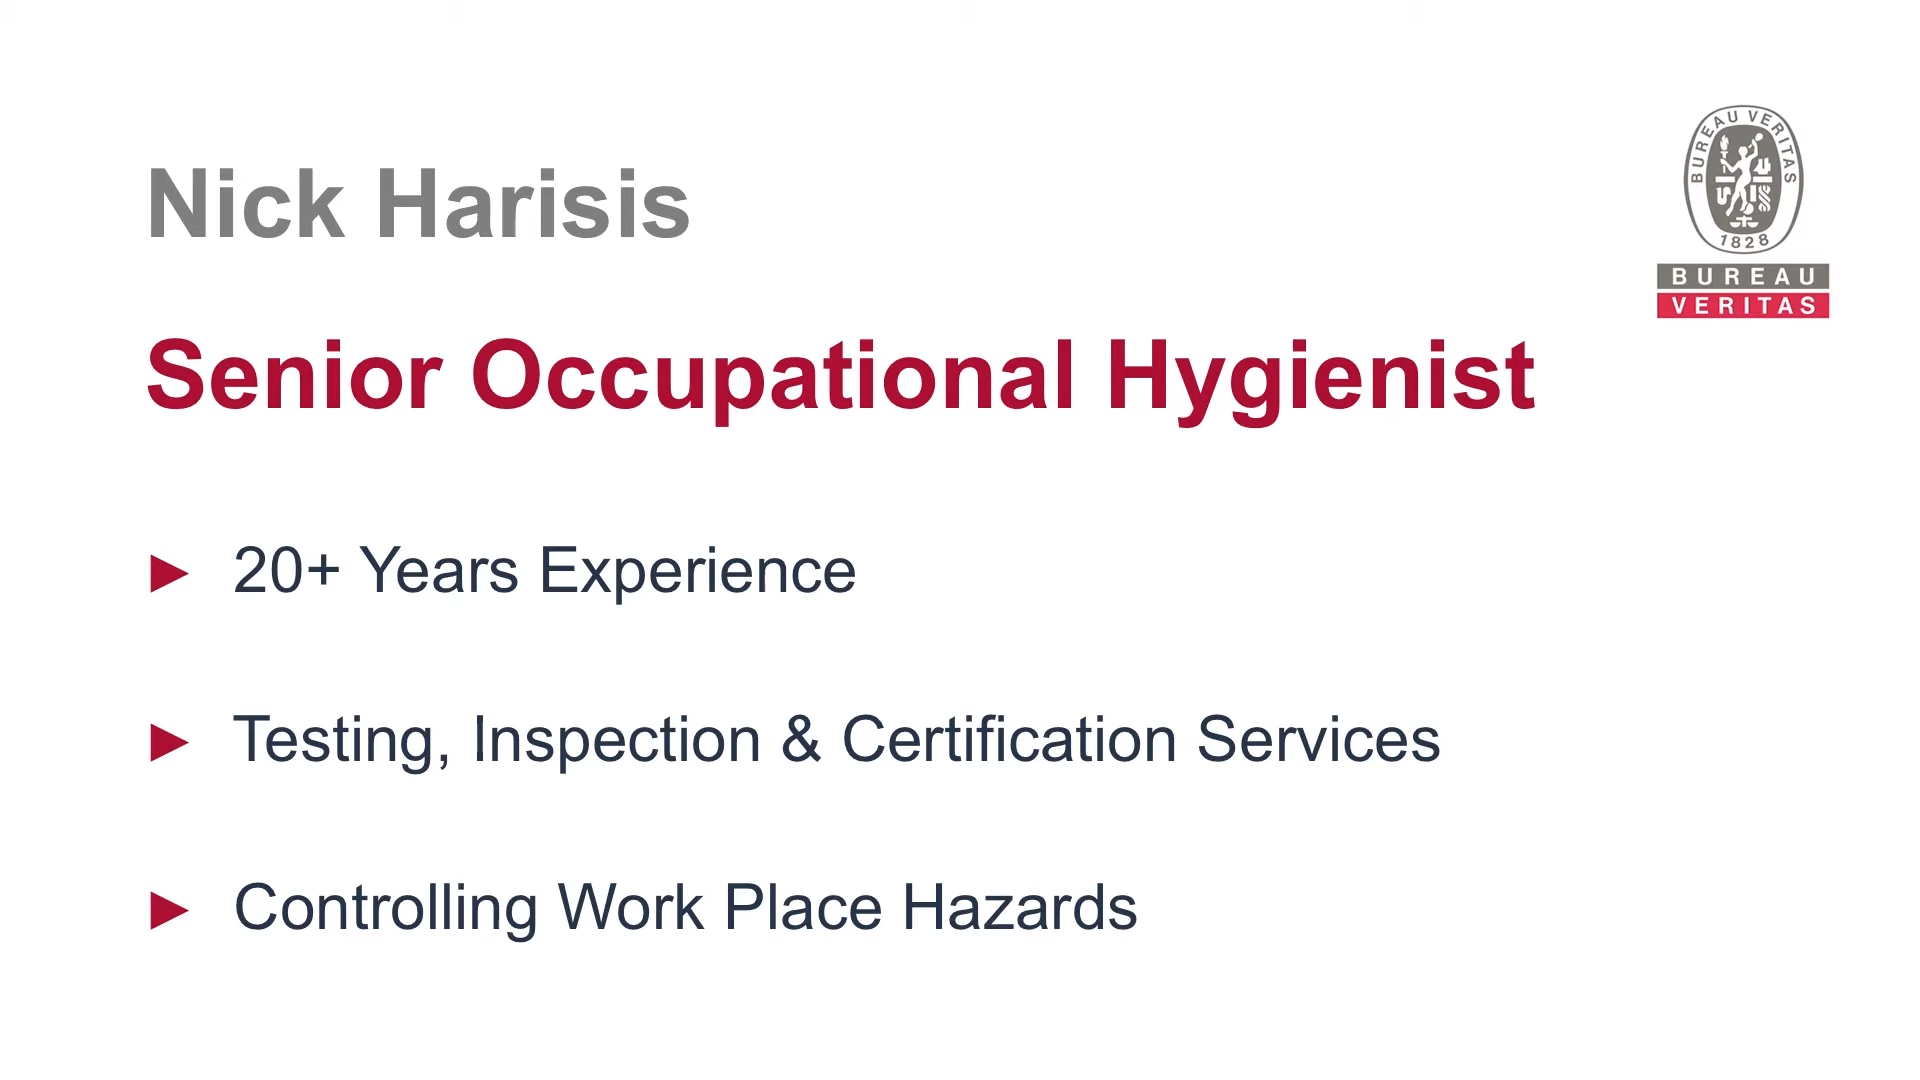 Nick Harisis
Senior Occupational Hygienist
► 20+ Years Experience
► Testing, Inspection & Certification Services
► Controlling Work Place Hazards
BUREAU VERITAS
1828
BUREAU
VERITAS